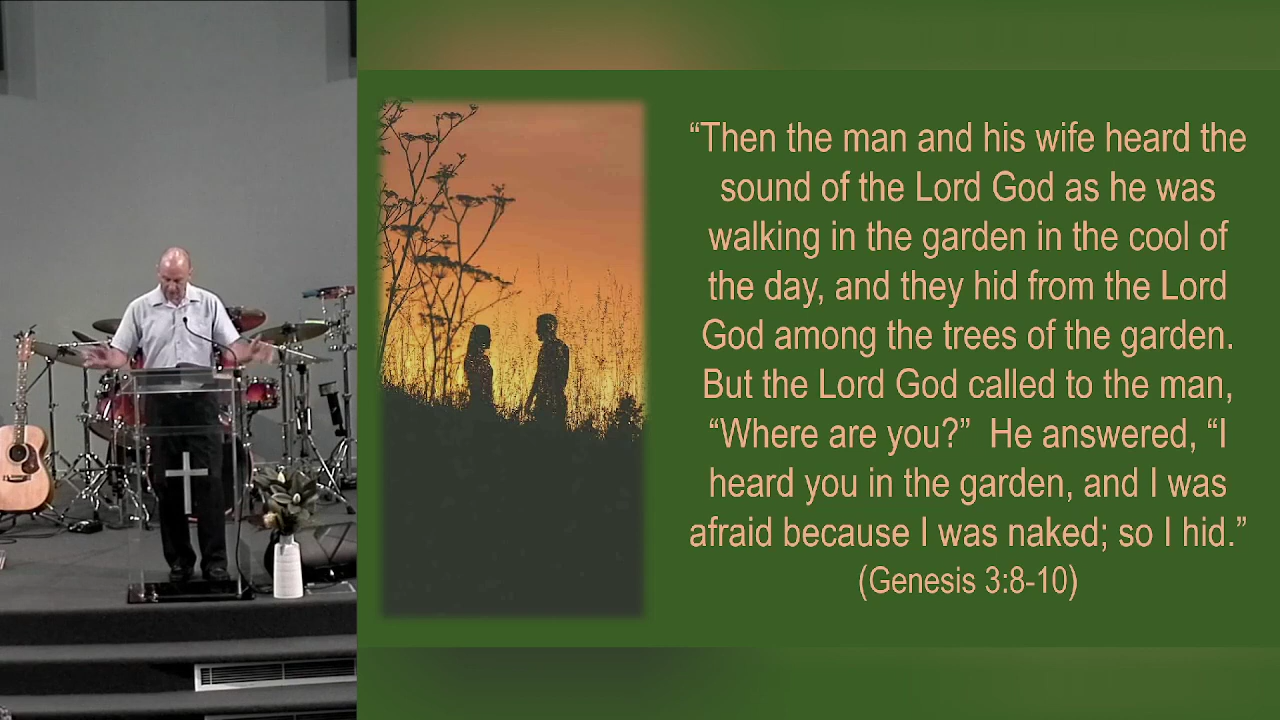 “Then the man and his wife heard the
sound of the Lord God as he was
walking in the garden in the cool of
the day, and they hid from the Lord
God among the trees of the garden.
But the Lord God called to the man,
“Where are you?”  He answered, “I
heard you in the garden, and I was
afraid because I was naked; so I hid.”
(Genesis 3:8-10)